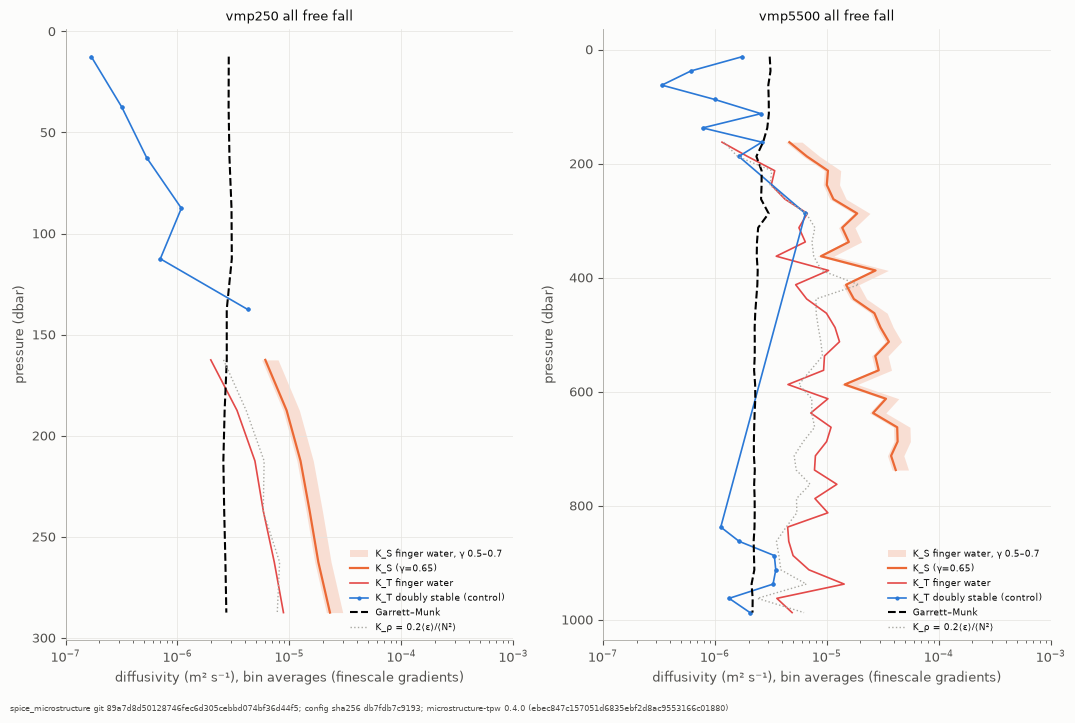 vmp250 all free fall
0
50
100
150
200
250
300
pressure (dbar)
10⁻⁷
10⁻⁶
10⁻⁵
10⁻⁴
10⁻³
diffusivity (m² s⁻¹), bin averages (finescale gradients)
K_S finger water, γ 0.5–0.7
K_S (γ=0.65)
K_T finger water
K_T doubly stable (control)
Garrett–Munk
K_ρ = 0.2⟨ε⟩/⟨N²⟩
vmp5500 all free fall
0
200
400
600
800
1000
pressure (dbar)
10⁻⁷
10⁻⁶
10⁻⁵
10⁻⁴
10⁻³
diffusivity (m² s⁻¹), bin averages (finescale gradients)
K_S finger water, γ 0.5–0.7
K_S (γ=0.65)
K_T finger water
K_T doubly stable (control)
Garrett–Munk
K_ρ = 0.2⟨ε⟩/⟨N²⟩
spice_microstructure git 89a7d8d50128746fec6d305cebbd074bf36d44f5; config sha256 db7fdb7c9193; microstructure-tpw 0.4.0 (ebec847c157051d6835ebf2d8ac9553166c01880)